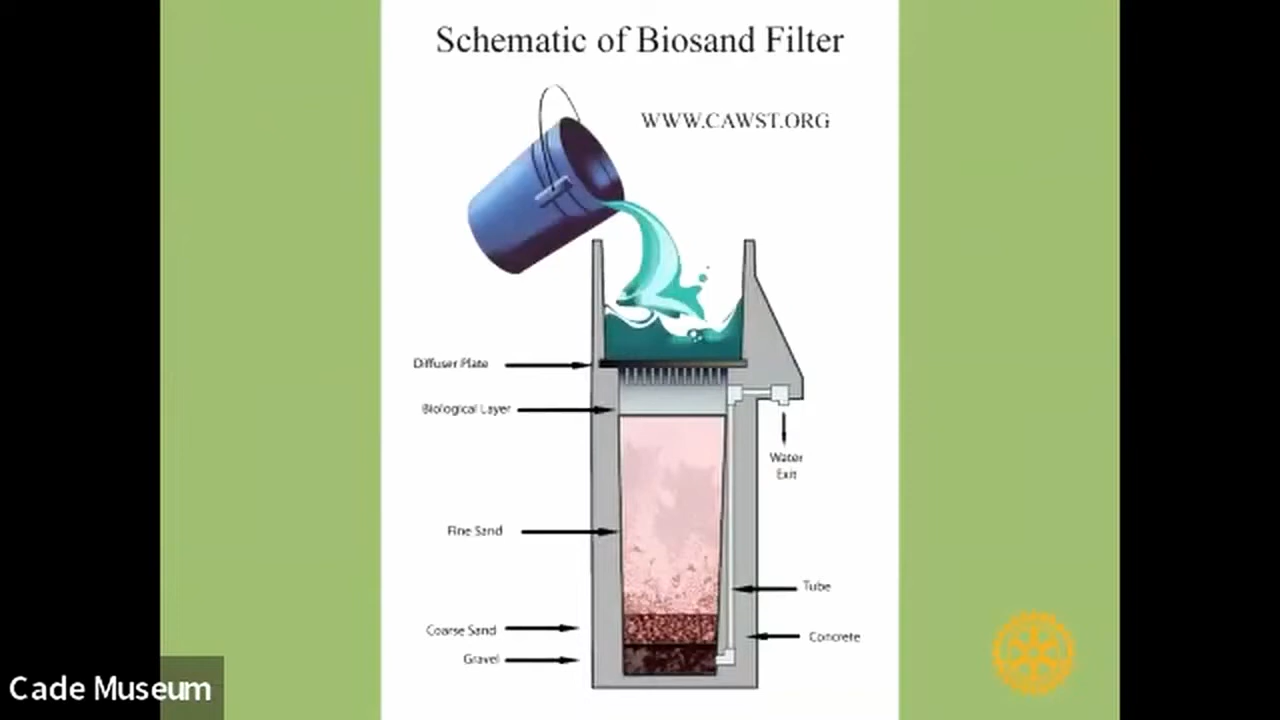 Schematic of Biosand Filter
WWW.CAWST.ORG
Diffuser Plate
Biological Layer
Water
Exit
Fine Sand
Tube
Coarse Sand
Concrete
Gravel
Cade Museum